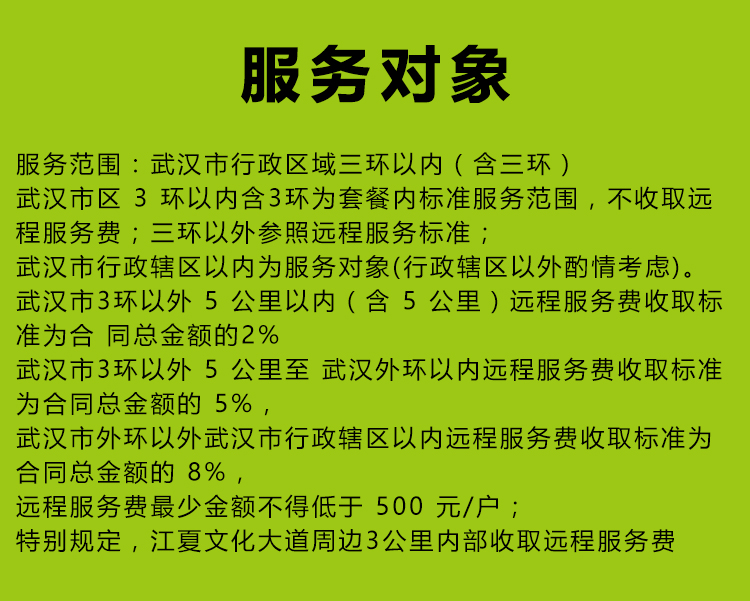 服务对象
服务范围：武汉市行政区域三环以内（含三环）
武汉市区 3 环以内含3环为套餐内标准服务范围，不收取远
程服务费；三环以外参照远程服务标准；
武汉市行政辖区以内为服务对象(行政辖区以外酌情考虑)。
武汉市3环以外 5 公里以内（含 5 公里）远程服务费收取标
准为合 同总金额的2%
武汉市3环以外 5 公里至 武汉外环以内远程服务费收取标准
为合同总金额的 5%，
武汉市外环以外武汉市行政辖区以内远程服务费收取标准为
合同总金额的 8%，
远程服务费最少金额不得低于 500 元/户；
特别规定，江夏文化大道周边3公里内部收取远程服务费